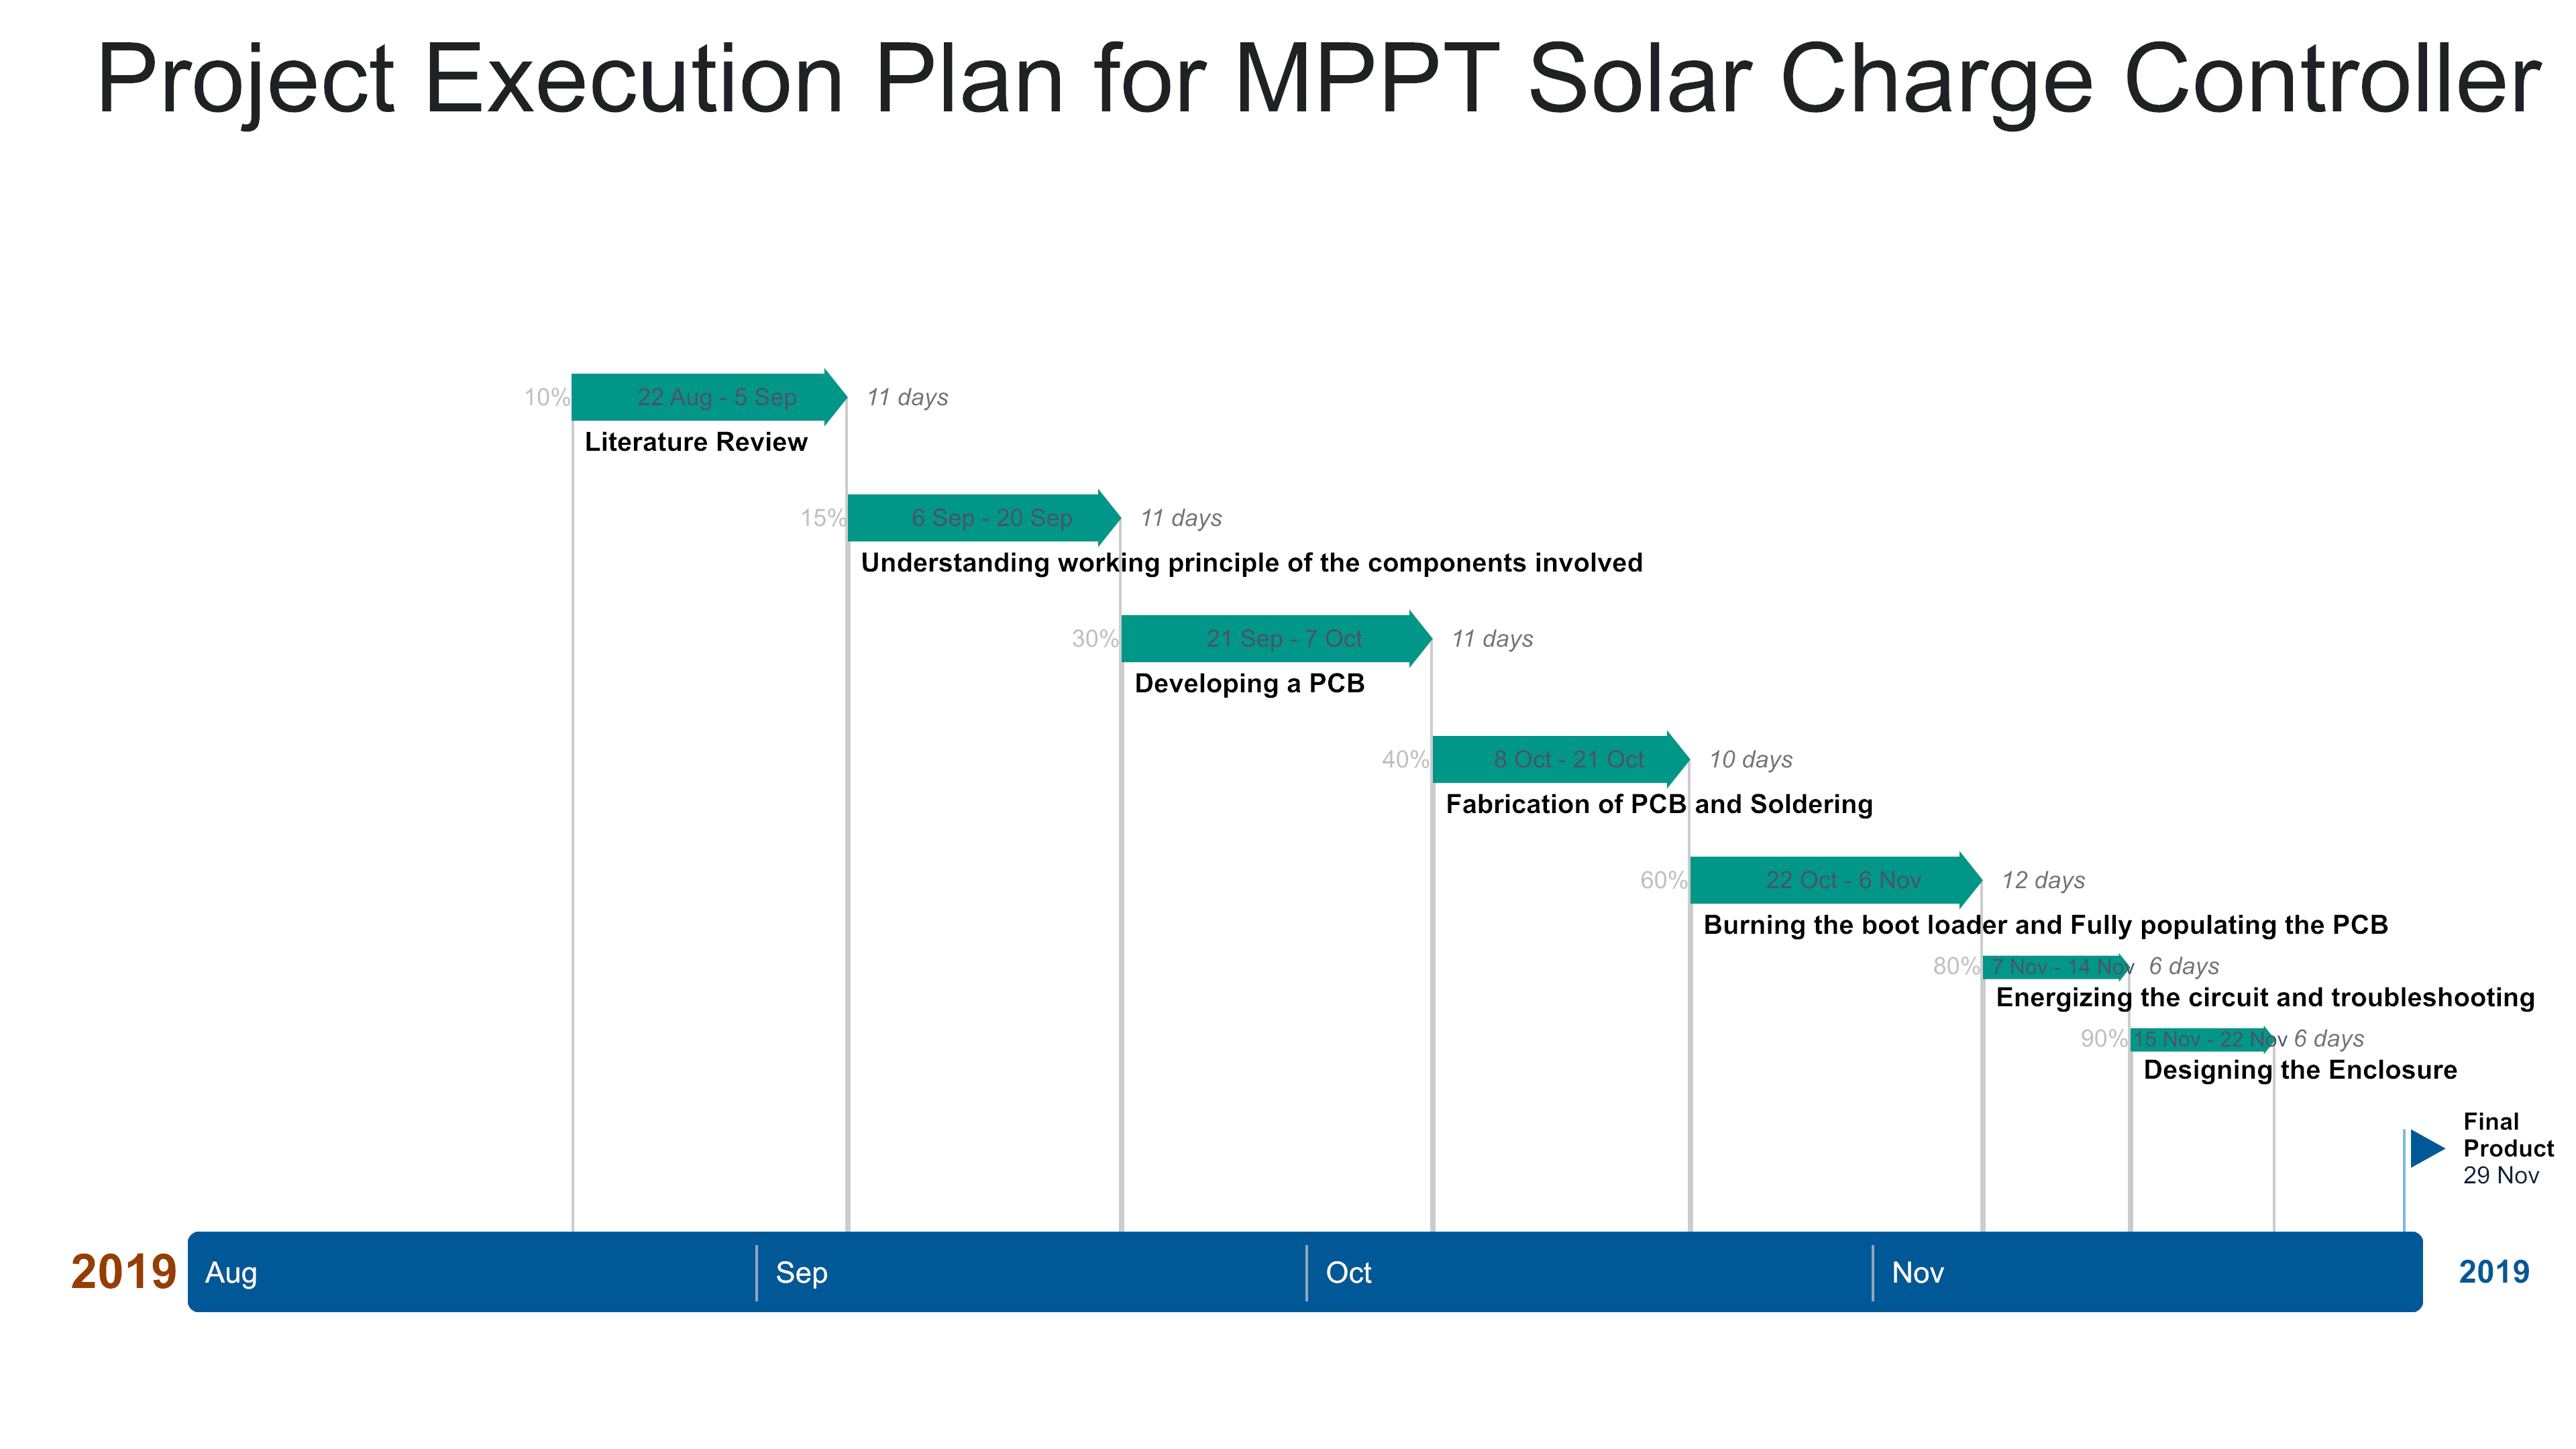 Project Execution Plan for MPPT Solar Charge Controller
10% 22 Aug - 5 Sep 11 days
Literature Review
15% 6 Sep - 20 Sep 11 days
Understanding working principle of the components involved
30% 21 Sep - 7 Oct 11 days
Developing a PCB
40% 8 Oct - 21 Oct 10 days
Fabrication of PCB and Soldering
60% 22 Oct - 6 Nov 12 days
Burning the boot loader and Fully populating the PCB
80% 7 Nov - 14 Nov 6 days
Energizing the circuit and troubleshooting
90% 15 Nov - 22 Nov 6 days
Designing the Enclosure
Final
Product
29 Nov
2019 Aug Sep Oct Nov 2019